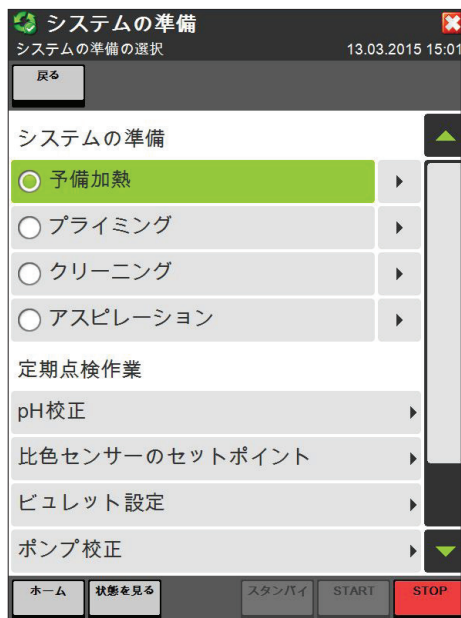 システムの準備
システムの準備の選択 13.03.2015 15:01
戻る
システムの準備
予備加熱
プライミング
クリーニング
アスピレーション
定期点検作業
pH校正
比色センサーのセットポイント
ビュレット設定
ポンプ校正
ホーム 状態を見る スタンバイ START STOP